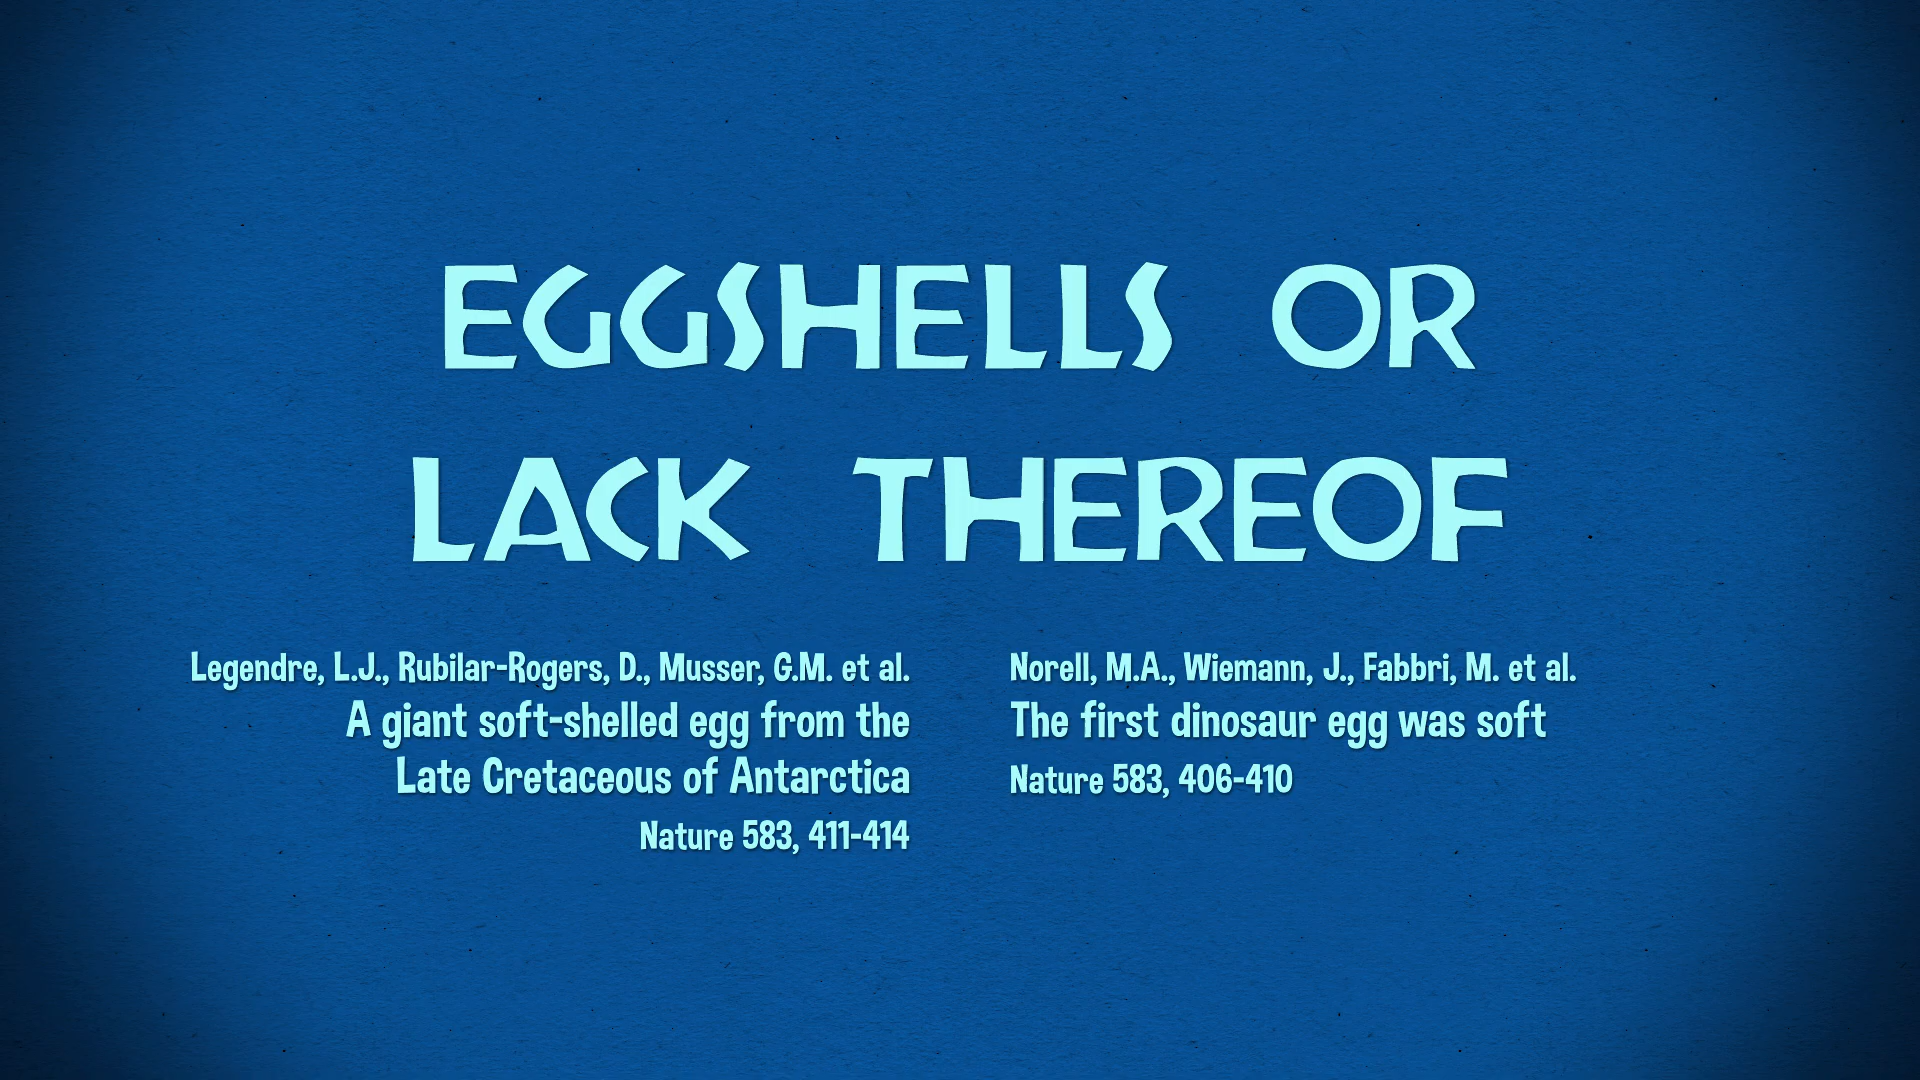 EGGSHELLS OR
LACK THEREOF
Legendre, L.J., Rubilar-Rogers, D., Musser, G.M. et al.
A giant soft-shelled egg from the
Late Cretaceous of Antarctica
Nature 583, 411-414
Norell, M.A., Wiemann, J., Fabbri, M. et al.
The first dinosaur egg was soft
Nature 583, 406-410